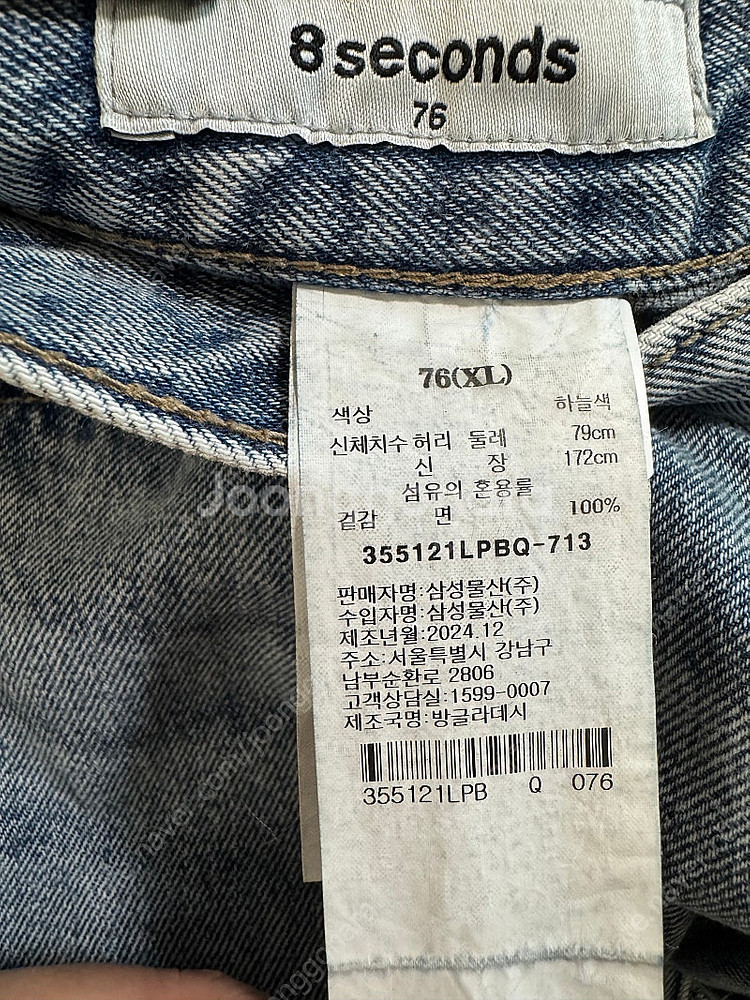 8 seconds
76
76(XL)
색상 하늘색
신체치수 허리 둘레 79cm
신 장 172cm
섬유의 혼용률
겉감 면 100%
355121LPBQ-713
판매자명:삼성물산(주)
수입자명:삼성물산(주)
제조년월:2024.12
주소:서울특별시 강남구
남부순환로 2806
고객상담실:1599-0007
제조국명:방글라데시
355121LPB Q 076